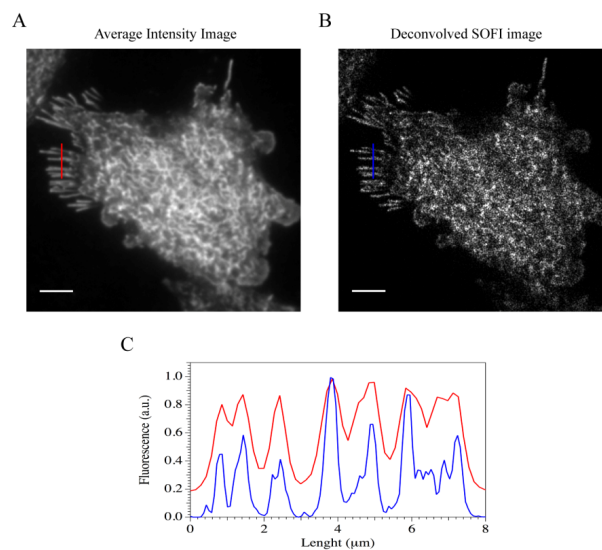 A
B
Average Intensity Image
Deconvolved SOFI image
C
Fluorescence (a.u.)
1.0
0.8
0.6
0.4
0.2
0
0
2
4
6
8
Lenght (μm)